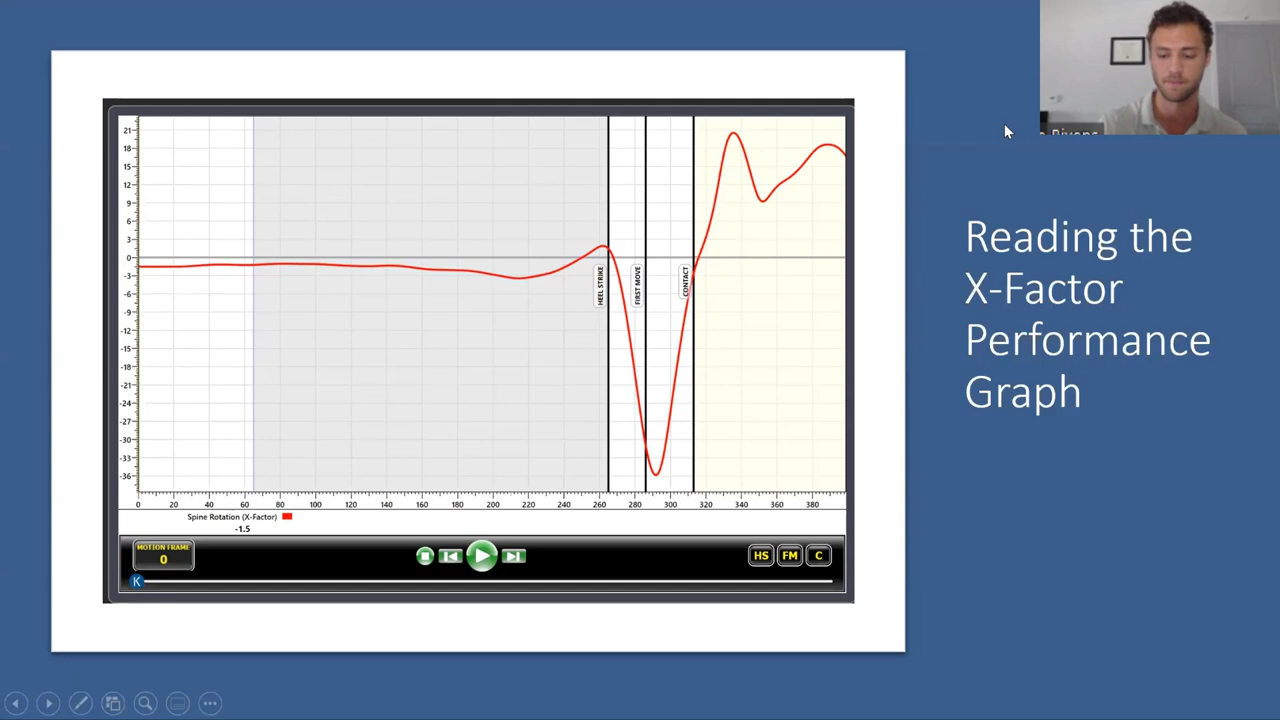 Reading the
X-Factor
Performance
Graph
21
18
15
12
9
6
3
0
-3
-6
-9
-12
-15
-18
-21
-24
-27
-30
-33
-36
HEEL STRIKE
FIRST MOVE
CONTACT
0 20 40 60 80 100 120 140 160 180 200 220 240 260 280 300 320 340 360 380
Spine Rotation (X-Factor)
-1.5
MOTION FRAME
0
HS FM C
K